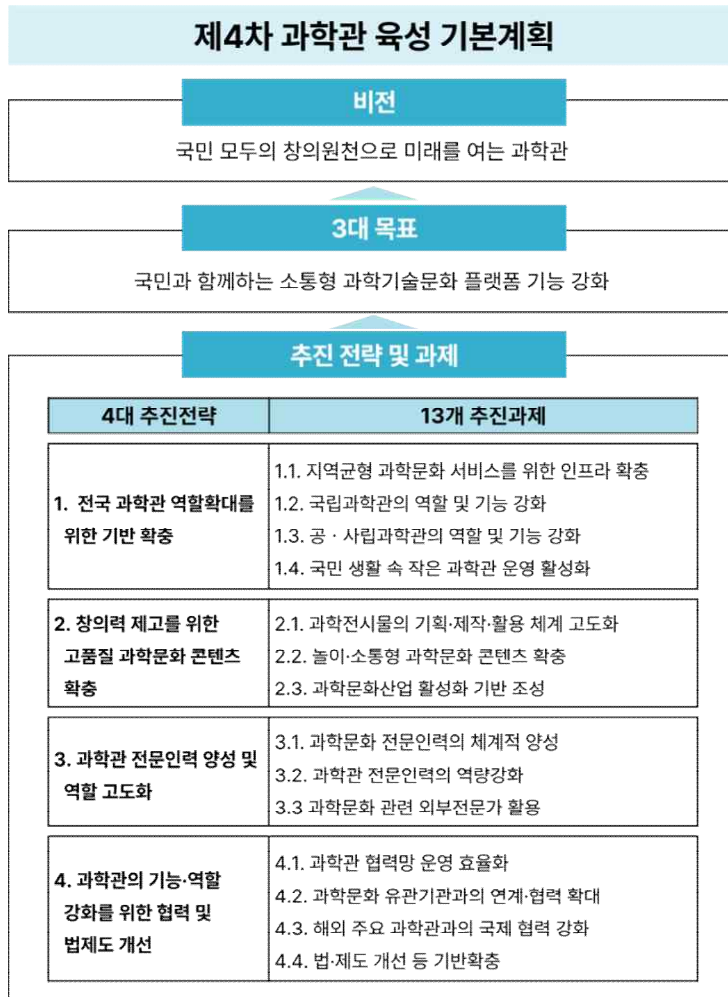 제4차 과학관 육성 기본계획
비전
국민 모두의 창의원천으로 미래를 여는 과학관
3대 목표
국민과 함께하는 소통형 과학기술문화 플랫폼 기능 강화
추진 전략 및 과제
4대 추진전략
13개 추진과제
1. 전국 과학관 역할확대를
위한 기반 확충
1.1. 지역균형 과학문화 서비스를 위한 인프라 확충
1.2. 국립과학관의 역할 및 기능 강화
1.3. 공 · 사립과학관의 역할 및 기능 강화
1.4. 국민 생활 속 작은 과학관 운영 활성화
2. 창의력 제고를 위한
고품질 과학문화 콘텐츠
확충
2.1. 과학전시물의 기획·제작·활용 체계 고도화
2.2. 놀이·소통형 과학문화 콘텐츠 확충
2.3. 과학문화산업 활성화 기반 조성
3. 과학관 전문인력 양성 및
역할 고도화
3.1. 과학문화 전문인력의 체계적 양성
3.2. 과학관 전문인력의 역량강화
3.3 과학문화 관련 외부전문가 활용
4. 과학관의 기능·역할
강화를 위한 협력 및
법제도 개선
4.1. 과학관 협력망 운영 효율화
4.2. 과학문화 유관기관과의 연계·협력 확대
4.3. 해외 주요 과학관과의 국제 협력 강화
4.4. 법·제도 개선 등 기반확충